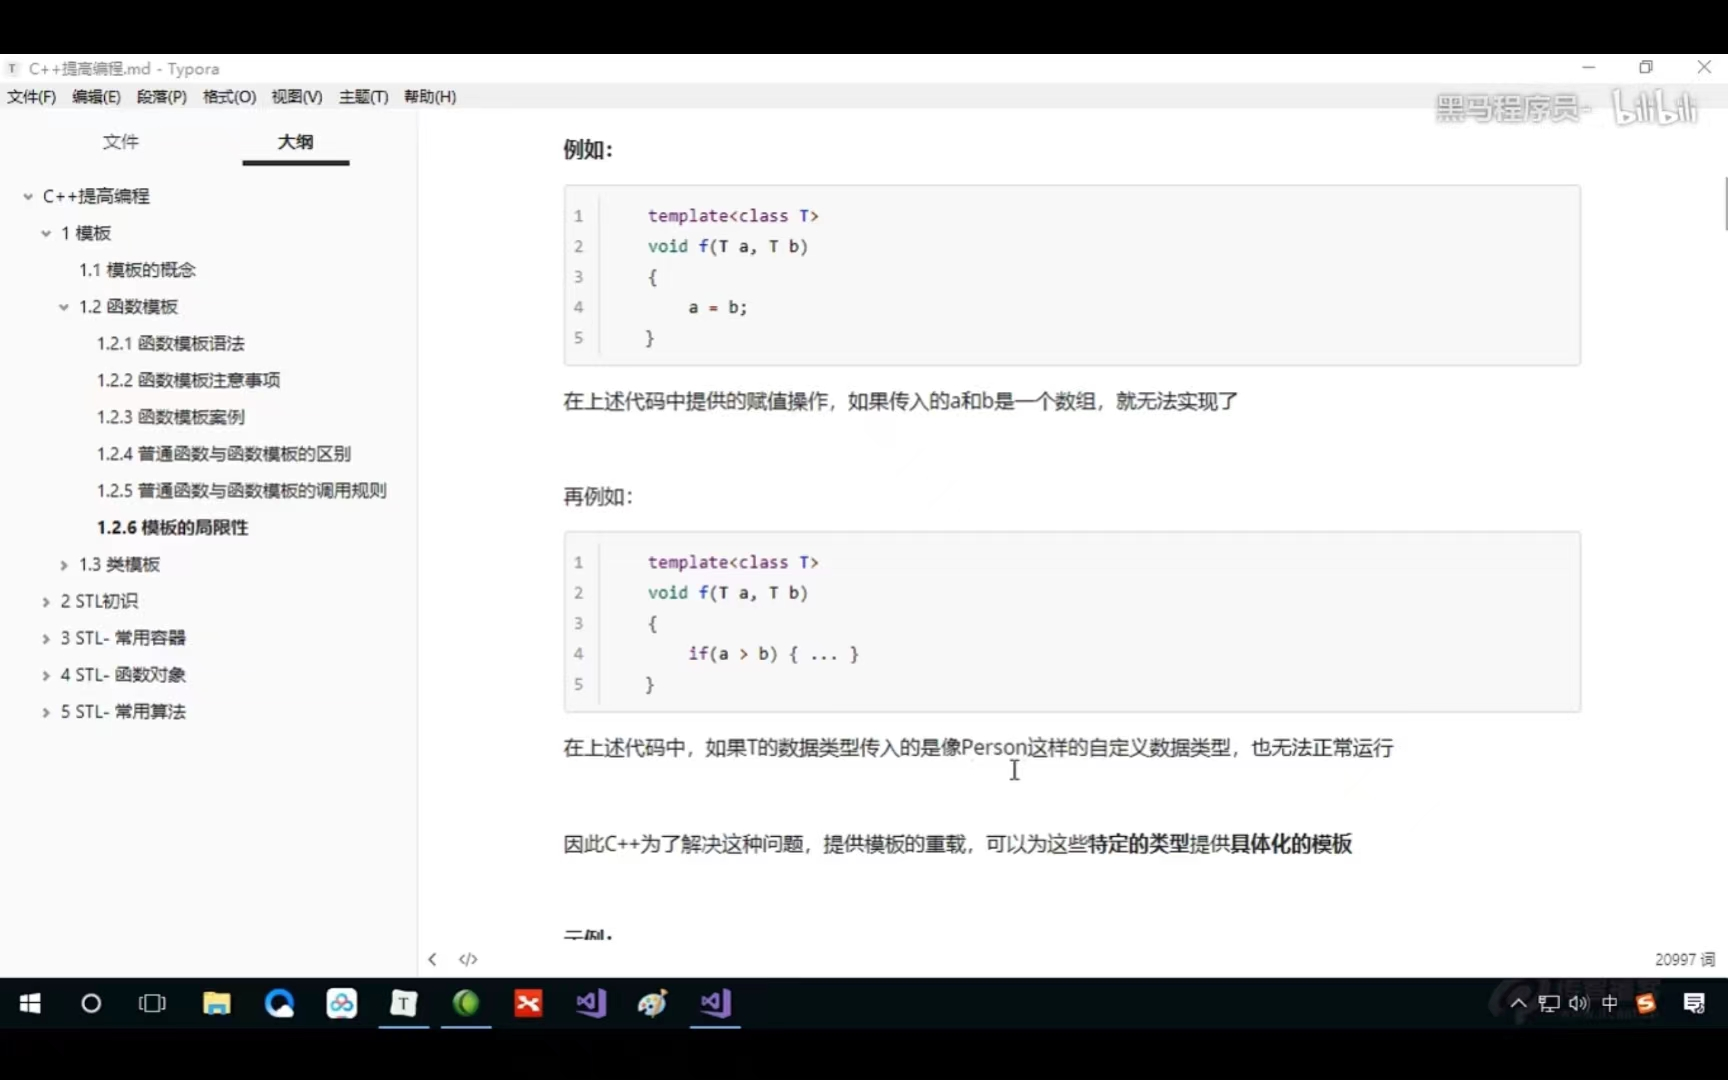 T C++提高编程.md - Typora
文件(F) 编辑(E) 段落(P) 格式(O) 视图(V) 主题(T) 帮助(H)
黑马程序员- bilibili
文件 大纲
C++提高编程
1 模板
1.1 模板的概念
1.2 函数模板
1.2.1 函数模板语法
1.2.2 函数模板注意事项
1.2.3 函数模板案例
1.2.4 普通函数与函数模板的区别
1.2.5 普通函数与函数模板的调用规则
1.2.6 模板的局限性
1.3 类模板
2 STL初识
3 STL- 常用容器
4 STL- 函数对象
5 STL- 常用算法
例如：
1 template<class T>
2 void f(T a, T b)
3 {
4 a = b;
5 }
在上述代码中提供的赋值操作，如果传入的a和b是一个数组，就无法实现了
再例如：
1 template<class T>
2 void f(T a, T b)
3 {
4 if(a > b) { ... }
5 }
在上述代码中，如果T的数据类型传入的是像Person这样的自定义数据类型，也无法正常运行
因此C++为了解决这种问题，提供模板的重载，可以为这些特定的类型提供具体化的模板
示例：
</>
20997 词
T
中